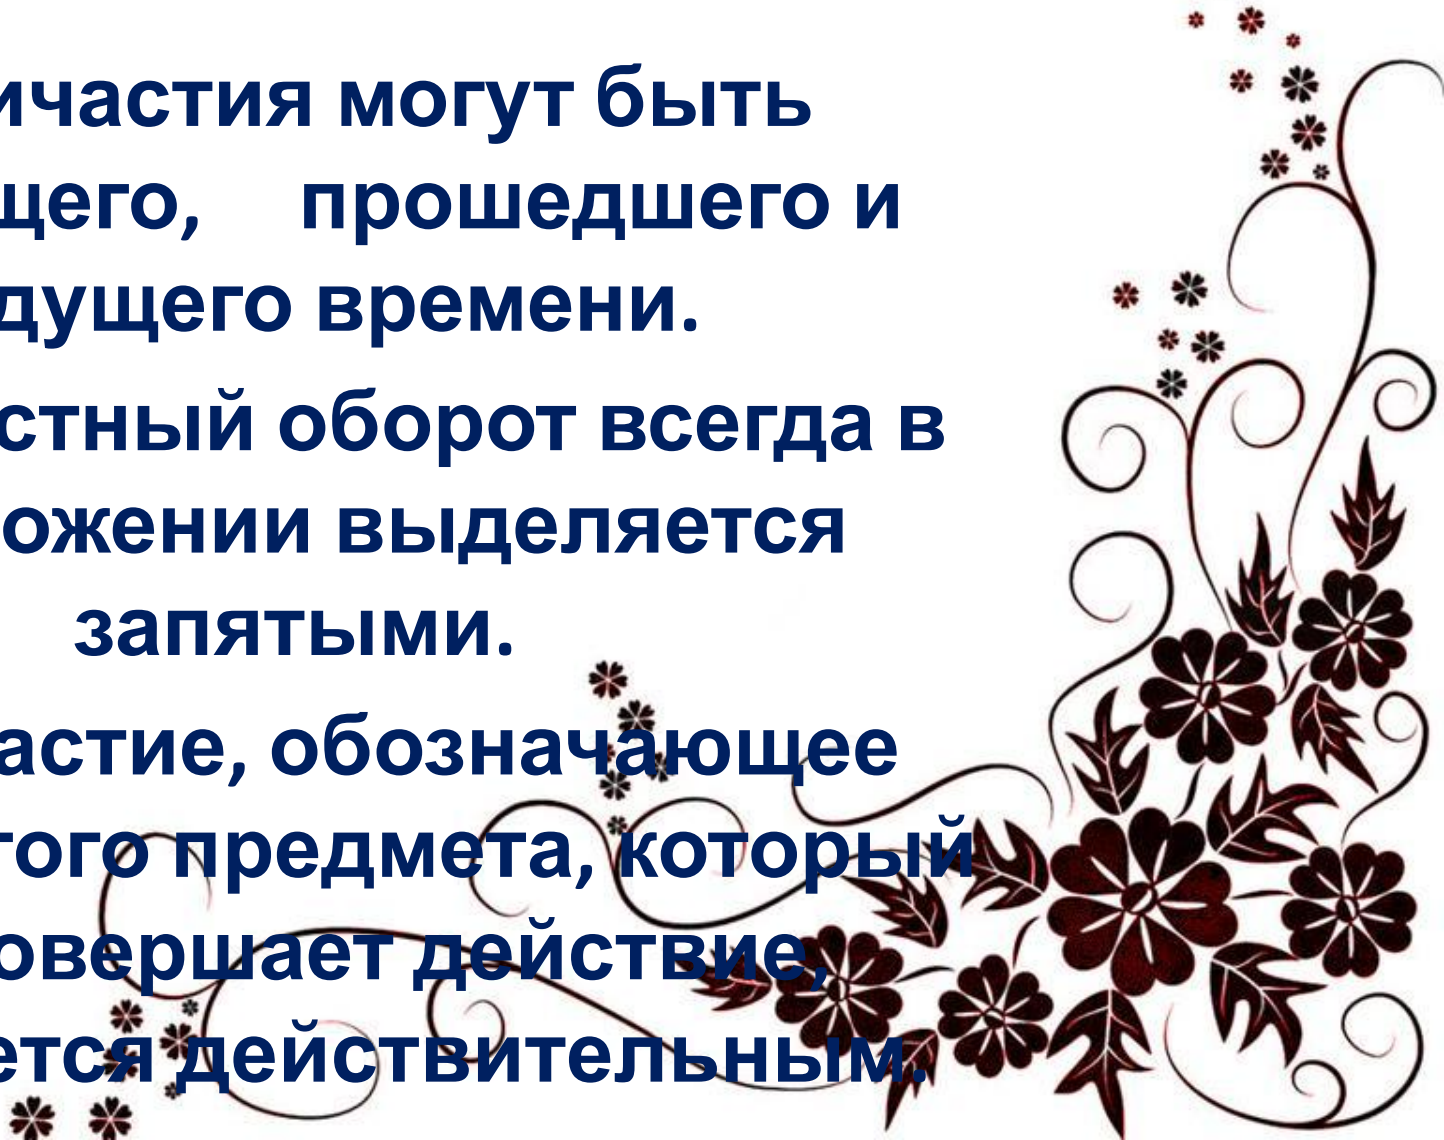 ичастия могут быть
щего, прошедшего и
дущего времени.
стный оборот всегда в
ожении выделяется
запятыми.
астие, обозначающее
того предмета, который
овершает действие,
ется действительным.